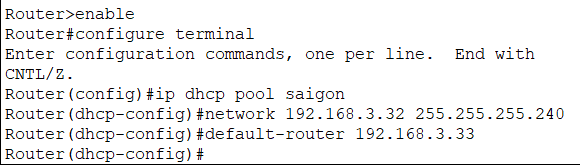 Router>enable
Router#configure terminal
Enter configuration commands, one per line.  End with
CNTL/Z.
Router(config)#ip dhcp pool saigon
Router(dhcp-config)#network 192.168.3.32 255.255.255.240
Router(dhcp-config)#default-router 192.168.3.33
Router(dhcp-config)#